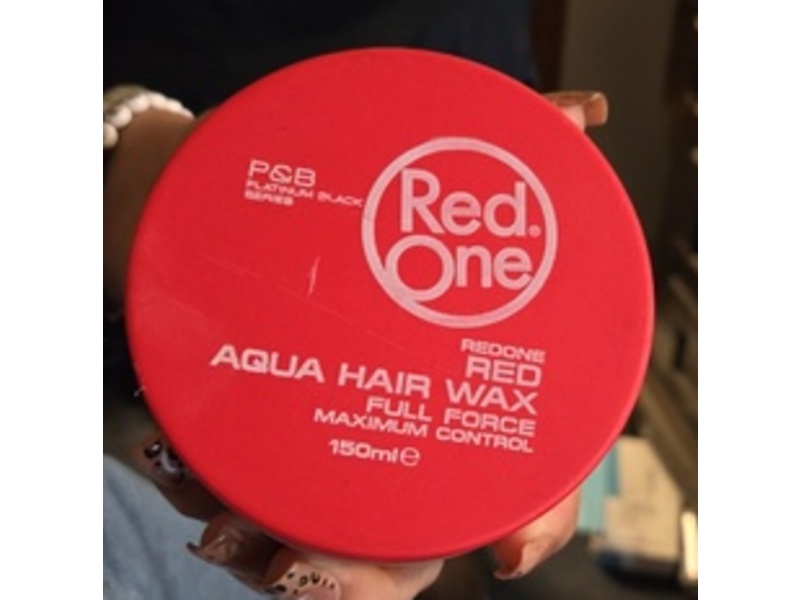 P&B
PLATINUM BLACK
SERIES
Red®
One
REDONE
RED
AQUA HAIR WAX
FULL FORCE
MAXIMUM CONTROL
150ml℮